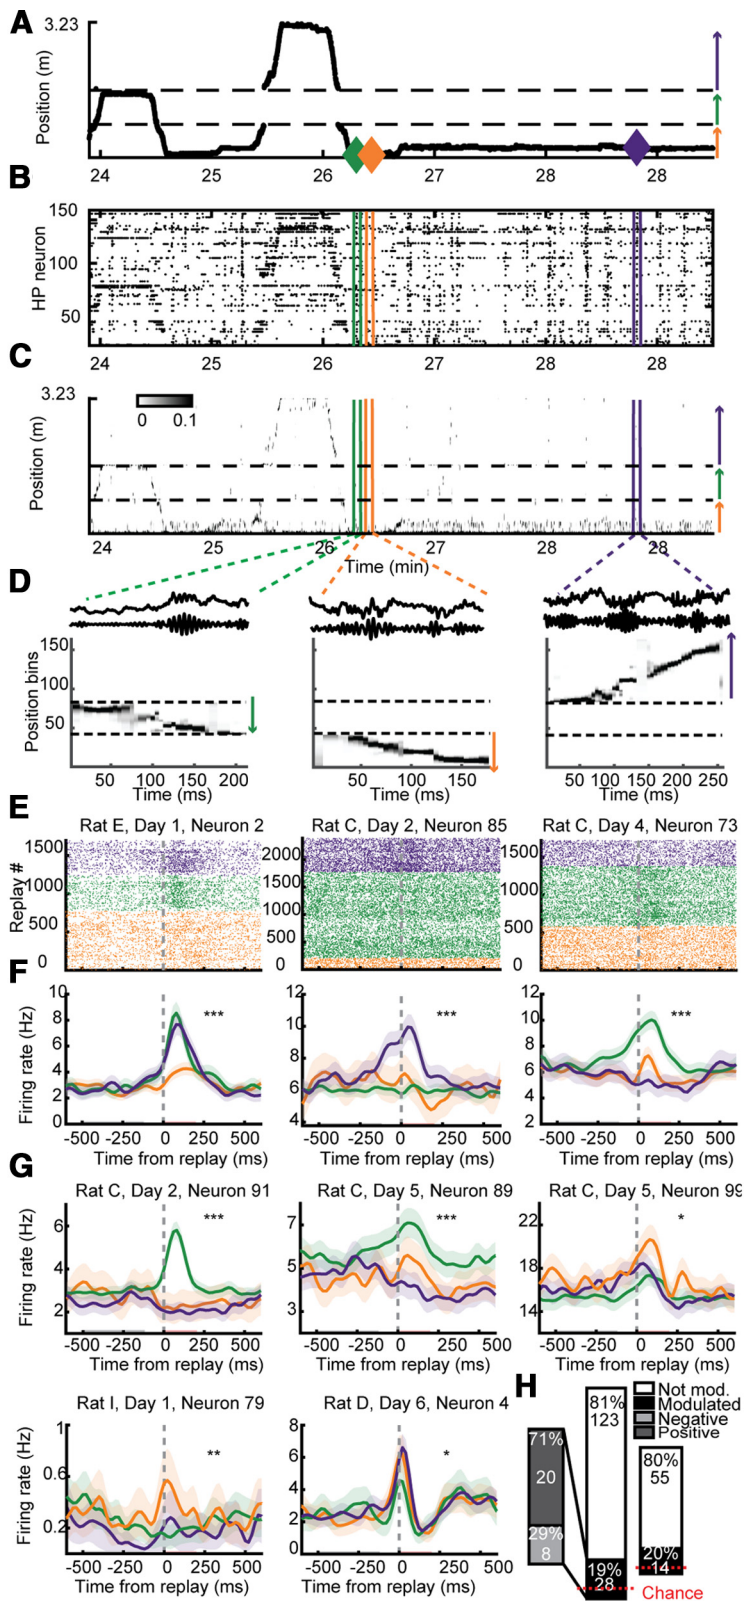 A
3.23
Position (m)
24 25 26 27 28 28
B
150
100
50
HP neuron
24 25 26 27 28 28
C
3.23
0 0.1
Position (m)
24 25 26 27 28 28
Time (min)
D
150
100
50
Position bins
50 100 150 200
50 100 150
50 100 150 200 250
Time (ms) Time (ms) Time (ms)
E
Rat E, Day 1, Neuron 2 Rat C, Day 2, Neuron 85 Rat C, Day 4, Neuron 73
Replay #
1500 2000 1500
1000 1500 1000
500 1000 500
0 500 0
0
F
Firing rate (Hz)
10 12 12
8 10 10
6 8 8
4 6 6
2 4 4
0 2
*** *** ***
-500 -250 0 250 500 -500 -250 0 250 500 -500 -250 0 250 500
Time from replay (ms) Time from replay (ms) Time from replay (ms)
G
Rat C, Day 2, Neuron 91 Rat C, Day 5, Neuron 89 Rat C, Day 5, Neuron 99
Firing rate (Hz)
6 7 22
4 5 18
2 3 14
*** *** *
-500 -250 0 250 500 -500 -250 0 250 500 -500 -250 0 250 500
Time from replay (ms) Time from replay (ms) Time from replay (ms)
Rat I, Day 1, Neuron 79 Rat D, Day 6, Neuron 4
Firing rate (Hz)
1 8
0.6 6
0.2 4
2
0
** *
-500 -250 0 250 500 -500 -250 0 250 500
Time from replay (ms) Time from replay (ms)
H
Not mod.
Modulated
Negative
Positive
71%
20
29%
8
81%
123
19%
28
80%
55
20%
14
Chance